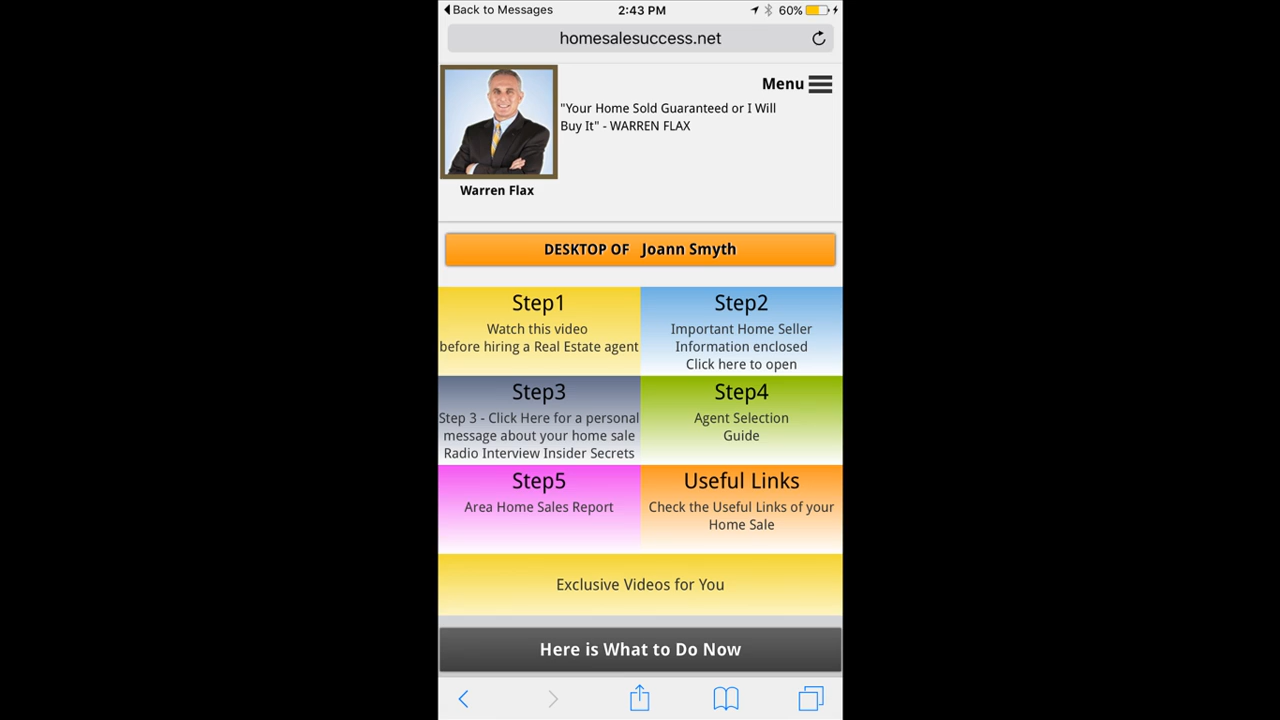 Back to Messages
2:43 PM
60%
homesalesuccess.net
Menu
"Your Home Sold Guaranteed or I Will
Buy It" - WARREN FLAX
Warren Flax
DESKTOP OF Joann Smyth
Step1
Watch this video
before hiring a Real Estate agent
Step2
Important Home Seller
Information enclosed
Click here to open
Step3
Step 3 - Click Here for a personal
message about your home sale
Radio Interview Insider Secrets
Step4
Agent Selection
Guide
Step5
Area Home Sales Report
Useful Links
Check the Useful Links of your
Home Sale
Exclusive Videos for You
Here is What to Do Now